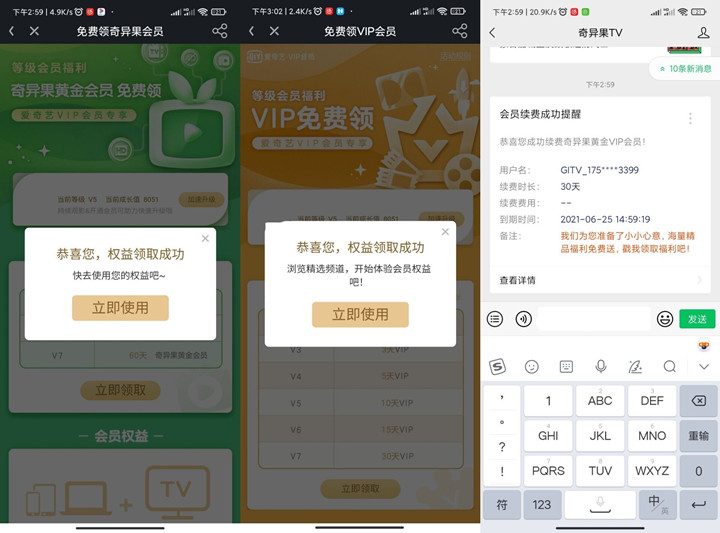 下午2:59 | 4.9K/s
免费领奇异果会员
等级会员福利
奇异果黄金会员 免费领
爱奇艺VIP会员专享
当前等级 V5 当前成长值 8051
加速升级
恭喜您，权益领取成功
快去使用您的权益吧~
立即使用
V7 60天 奇异果黄金会员
立即领取
会员权益
TV
下午3:02 | 2.4K/s
免费领VIP会员
爱奇艺 VIP会员
等级会员福利
VIP免费领
爱奇艺VIP会员专享
当前等级 V5 当前成长值 8051
加速升级
恭喜您，权益领取成功
浏览精选频道，开始体验会员权益
吧！
立即使用
V3 3天VIP
V4 5天VIP
V5 10天VIP
V6 15天VIP
V7 30天VIP
立即领取
下午2:59 | 20.9K/s
奇异果TV
10条新消息
下午2:59
会员续费成功提醒
恭喜您成功续费奇异果黄金VIP会员！
用户名： GITV_175****3399
续费时长： 30天
续费费用： --
到期时间： 2021-06-25 14:59:19
备注： 我们为您准备了小小心意，海量精
品福利免费送，戳我领取福利吧！
查看详情
发送
， 1 ABC DEF
。 GHI JKL MNO 重输
？ PQRS TUV WXYZ 0
！
符 123 中/英